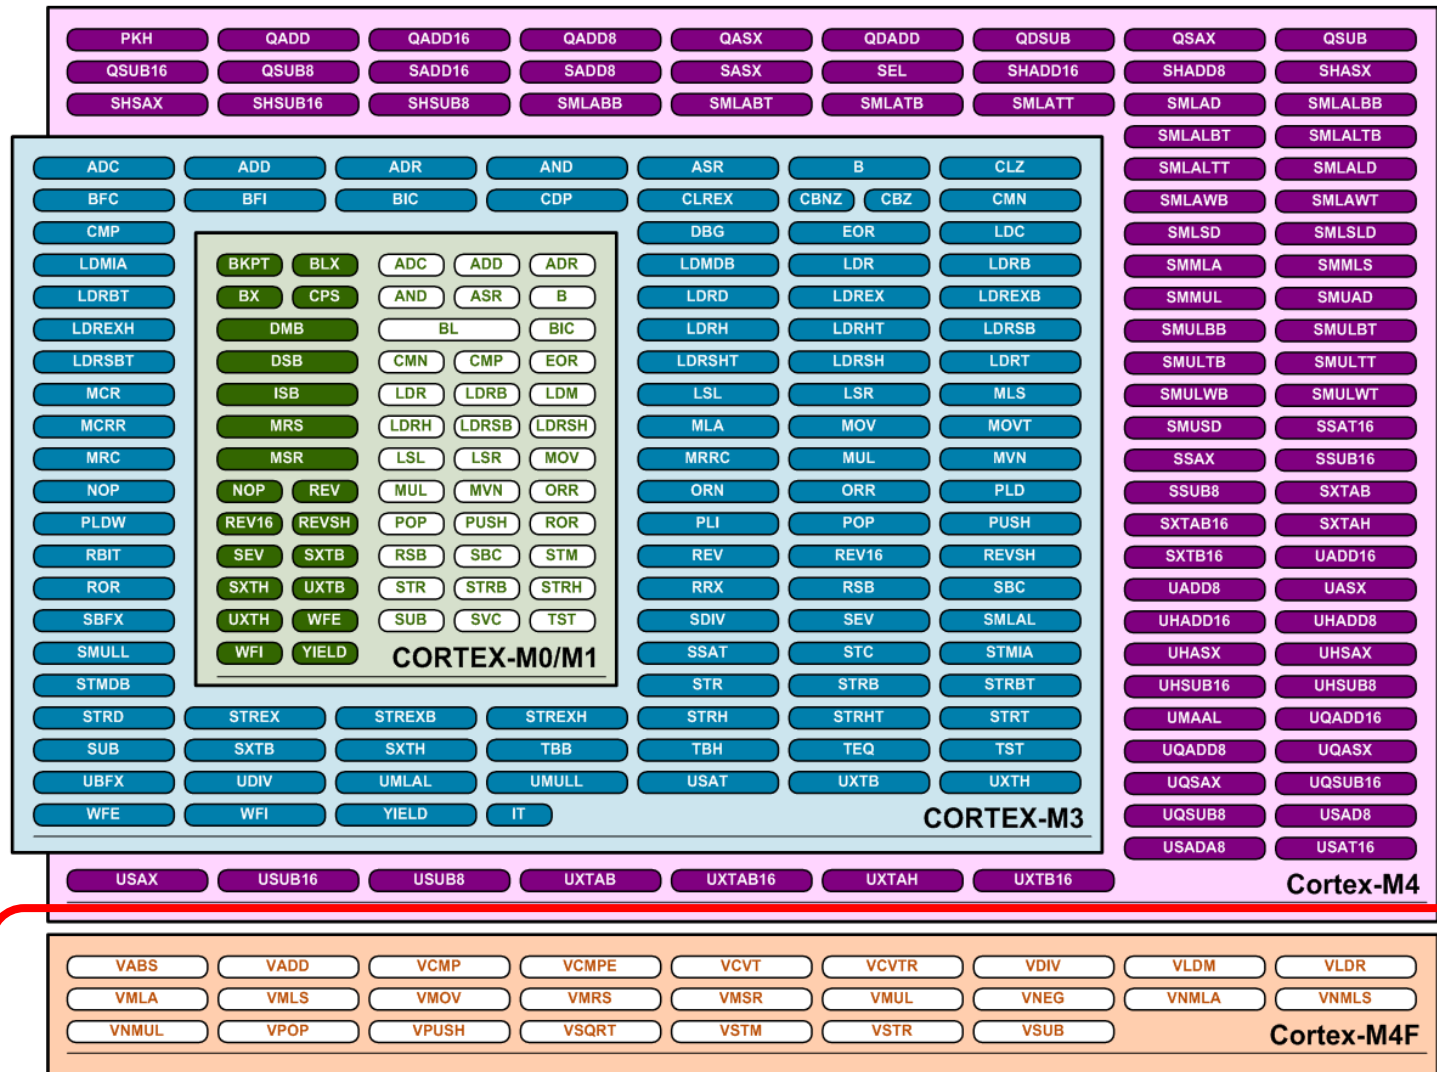 PKH QADD QADD16 QADD8 QASX QDADD QDSUB QSAX QSUB
QSUB16 QSUB8 SADD16 SADD8 SASX SEL SHADD16 SHADD8 SHASX
SHSAX SHSUB16 SHSUB8 SMLABB SMLABT SMLATB SMLATT SMLAD SMLALBB
SMLALBT SMLALTB
ADC ADD ADR AND ASR B CLZ SMLALTT SMLALD
BFC BFI BIC CDP CLREX CBNZ CBZ CMN SMLAWB SMLAWT
CMP DBG EOR LDC SMLSD SMLSLD
LDMIA BKPT BLX ADC ADD ADR LDMDB LDR LDRB SMMLA SMMLS
LDRBT BX CPS AND ASR B LDRD LDREX LDREXB SMMUL SMUAD
LDREXH DMB BL BIC LDRH LDRHT LDRSB SMULBB SMULBT
LDRSBT DSB CMN CMP EOR LDRSHT LDRSH LDRT SMULTB SMULTT
MCR ISB LDR LDRB LDM LSL LSR MLS SMULWB SMULWT
MCRR MRS LDRH LDRSB LDRSH MLA MOV MOVT SMUSD SSAT16
MRC MSR LSL LSR MOV MRRC MUL MVN SSAX SSUB16
NOP NOP REV MUL MVN ORR ORN ORR PLD SSUB8 SXTAB
PLDW REV16 REVSH POP PUSH ROR PLI POP PUSH SXTAB16 SXTAH
RBIT SEV SXTB RSB SBC STM REV REV16 REVSH SXTB16 UADD16
ROR SXTH UXTB STR STRB STRH RRX RSB SBC UADD8 UASX
SBFX UXTH WFE SUB SVC TST SDIV SEV SMLAL UHADD16 UHADD8
SMULL WFI YIELD CORTEX-M0/M1 SSAT STC STMIA UHASX UHSAX
STMDB STR STRB STRBT UHSUB16 UHSUB8
STRD STREX STREXB STREXH STRH STRHT STRT UMAAL UQADD16
SUB SXTB SXTH TBB TBH TEQ TST UQADD8 UQASX
UBFX UDIV UMLAL UMULL USAT UXTB UXTH UQSAX UQSUB16
WFE WFI YIELD IT CORTEX-M3 UQSUB8 USAD8
USADA8 USAT16
USAX USUB16 USUB8 UXTAB UXTAB16 UXTAH UXTB16 Cortex-M4
VABS VADD VCMP VCMPE VCVT VCVTR VDIV VLDM VLDR
VMLA VMLS VMOV VMRS VMSR VMUL VNEG VNMLA VNMLS
VNMUL VPOP VPUSH VSQRT VSTM VSTR VSUB Cortex-M4F